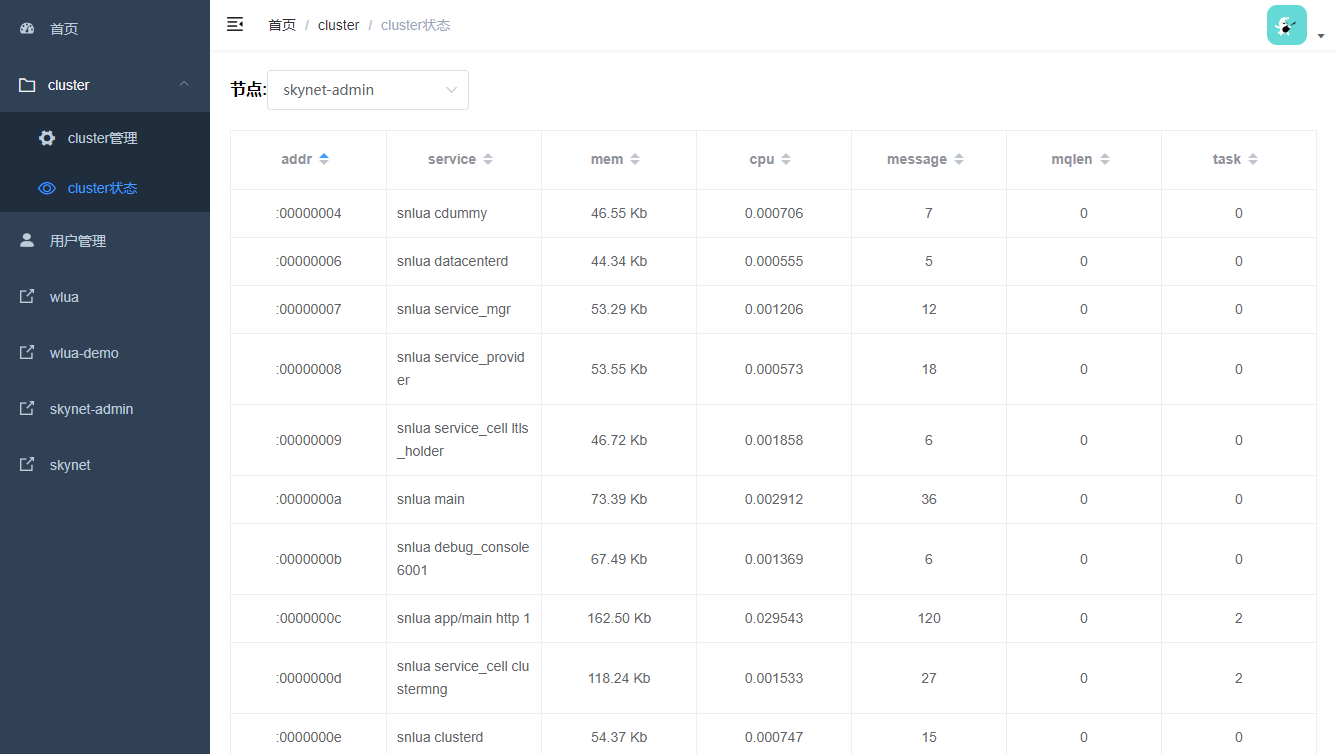 首页
cluster
cluster管理
cluster状态
用户管理
wlua
wlua-demo
skynet-admin
skynet
首页 / cluster / cluster状态
节点: skynet-admin
addr service mem cpu message mqlen task
:00000004 snlua cdummy 46.55 Kb 0.000706 7 0 0
:00000006 snlua datacenterd 44.34 Kb 0.000555 5 0 0
:00000007 snlua service_mgr 53.29 Kb 0.001206 12 0 0
:00000008 snlua service_provid 53.55 Kb 0.000573 18 0 0
er
:00000009 snlua service_cell ltls 46.72 Kb 0.001858 6 0 0
_holder
:0000000a snlua main 73.39 Kb 0.002912 36 0 0
:0000000b snlua debug_console 67.49 Kb 0.001369 6 0 0
6001
:0000000c snlua app/main http 1 162.50 Kb 0.029543 120 0 2
:0000000d snlua service_cell clu 118.24 Kb 0.001533 27 0 2
stermng
:0000000e snlua clusterd 54.37 Kb 0.000747 15 0 0